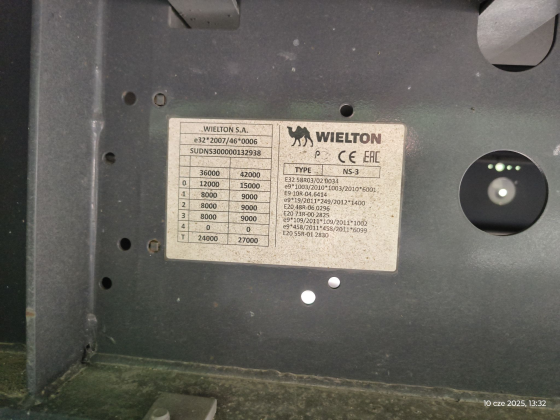 WIELTON S.A.
e32*2007/46*0006
SUDNS300000132938
36000 42000
0 12000 15000
1 8000 9000
2 8000 9000
3 8000 9000
4 0 0
T 24000 27000
WIELTON
P CE EAC
TYPE NS-3
E32 58R03/02 0034
e9*1003/2010*1003/2010*6001
E9 10R-04.6414
e9*19/2011*249/2012*1400
E20 48R-06.0296
E20 73R-00 2825
e9*109/2011*109/2011*1002
e9*458/2011*458/2011*6099
E20 55R-01 2830
10 cze 2025, 13:32